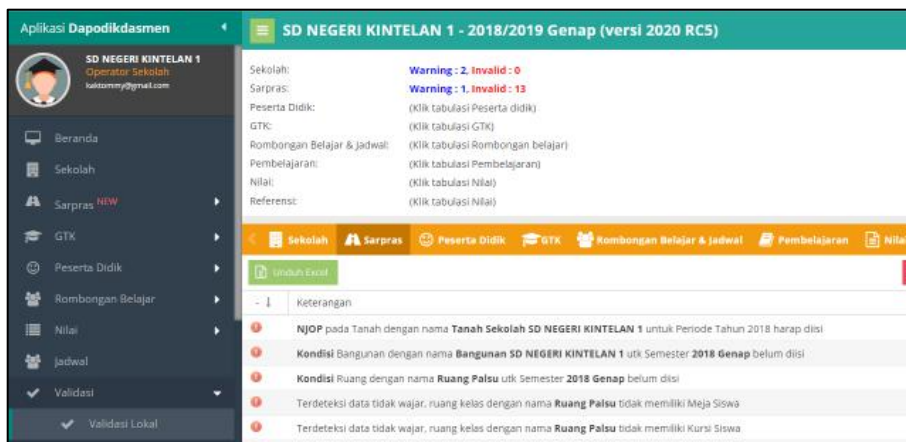 Aplikasi Dapodikdasmen
SD NEGERI KINTELAN 1 - 2018/2019 Genap (versi 2020 RC5)
SD NEGERI KINTELAN 1
Operator Sekolah
kaktommy@gmail.com
Beranda
Sekolah
Sarpras NEW
GTK
Peserta Didik
Rombongan Belajar
Nilai
Jadwal
Validasi
Validasi Lokal
Sekolah: Warning : 2, Invalid : 0
Sarpras: Warning : 1, Invalid : 13
Peserta Didik: (Klik tabulasi Peserta didik)
GTK: (Klik tabulasi GTK)
Rombongan Belajar & Jadwal: (Klik tabulasi Rombongan belajar)
Pembelajaran: (Klik tabulasi Pembelajaran)
Nilai: (Klik tabulasi Nilai)
Referensi: (Klik tabulasi Nilai)
Sekolah Sarpras Peserta Didik GTK Rombongan Belajar & Jadwal Pembelajaran Nilai
Unduh Excel
- Keterangan
NJOP pada Tanah dengan nama Tanah Sekolah SD NEGERI KINTELAN 1 untuk Periode Tahun 2018 harap diisi
Kondisi Bangunan dengan nama Bangunan SD NEGERI KINTELAN 1 utk Semester 2018 Genap belum diisi
Kondisi Ruang dengan nama Ruang Palsu utk Semester 2018 Genap belum diisi
Terdeteksi data tidak wajar, ruang kelas dengan nama Ruang Palsu tidak memiliki Meja Siswa
Terdeteksi data tidak wajar, ruang kelas dengan nama Ruang Palsu tidak memiliki Kursi Siswa